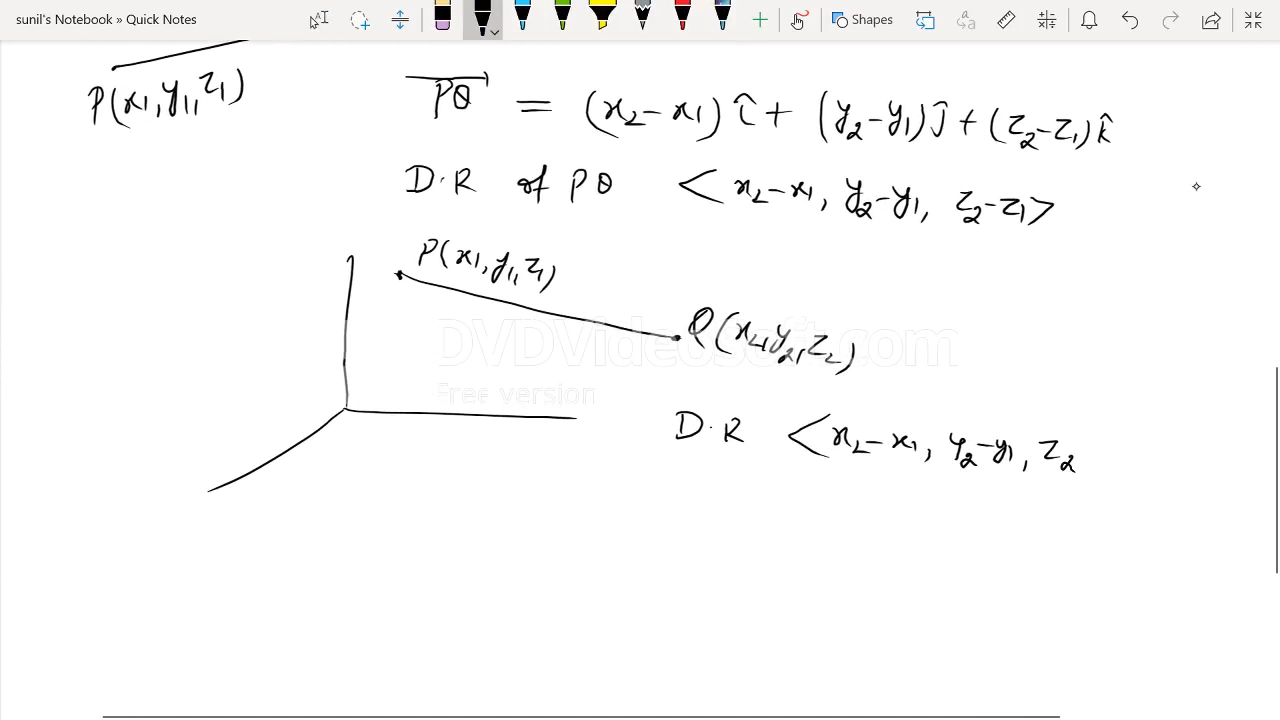 sunil's Notebook » Quick Notes
Shapes
P(x1, y1, z1)
PQ = (x2-x1)î + (y2-y1)ĵ + (z2-z1)k̂
D.R of PQ < x2-x1, y2-y1, z2-z1>
P(x1, y1, z1)
Q(x2, y2, z2)
DVDVideoSoft.com
Free version
D.R < x2-x1, y2-y1, z2